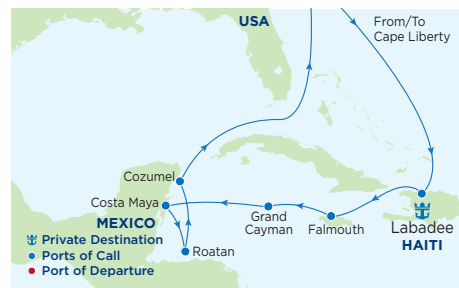 USA
From/To
Cape Liberty
Cozumel
Costa Maya
MEXICO
Grand
Cayman
Falmouth
Labadee
HAITI
Roatan
Private Destination
Ports of Call
Port of Departure